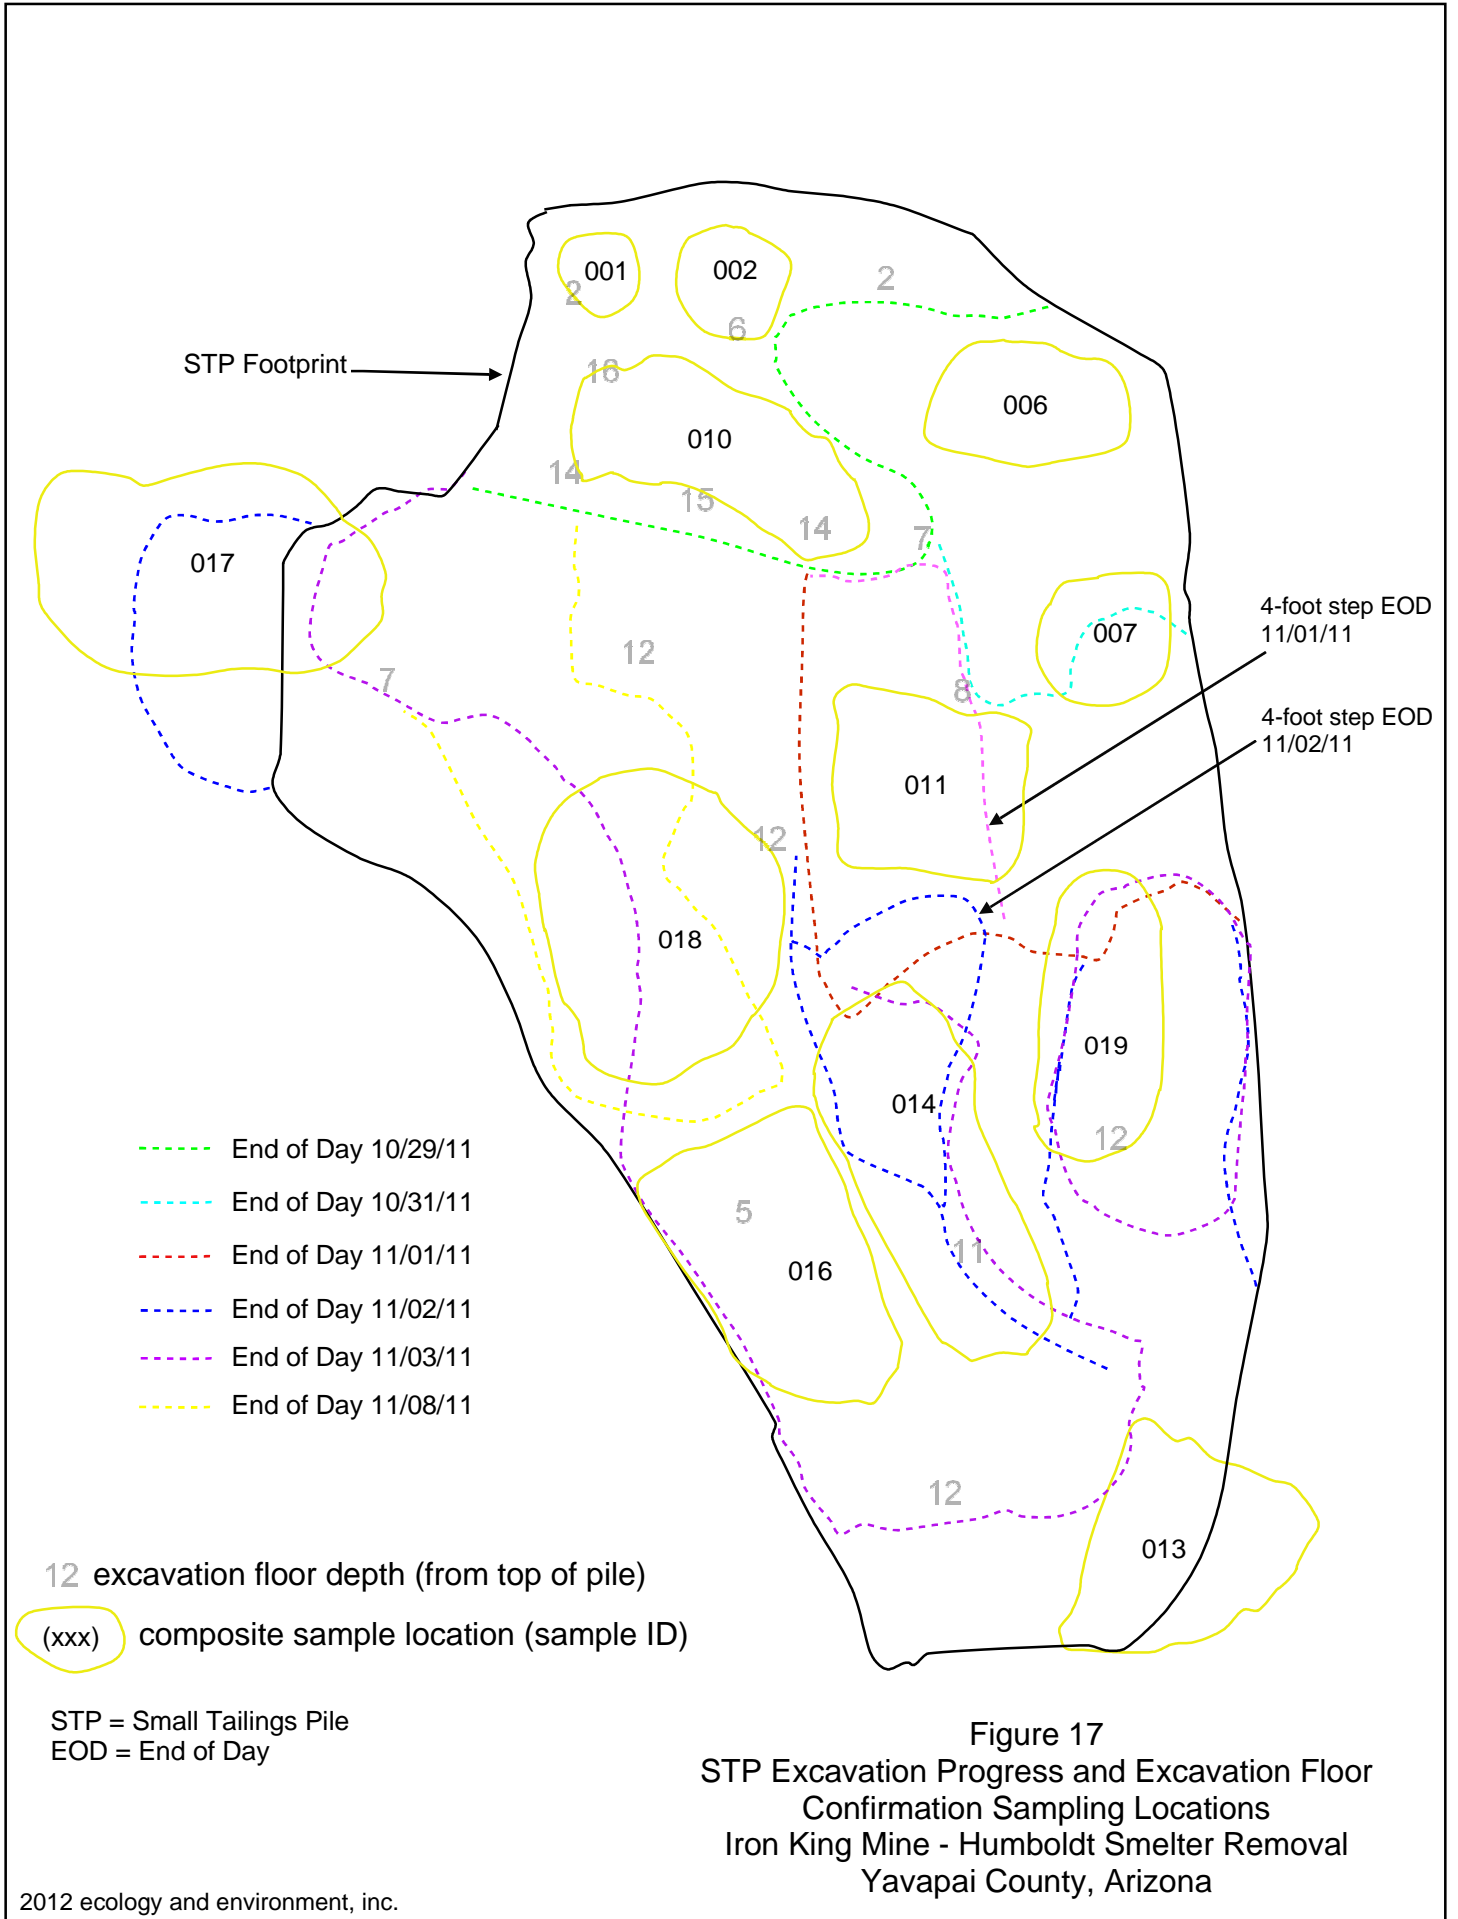 001
002
2
2
6
STP Footprint
16
006
010
14
15
14
7
017
4-foot step EOD
11/01/11
007
12
7
8
4-foot step EOD
11/02/11
011
12
018
019
014
12
End of Day 10/29/11
End of Day 10/31/11
5
End of Day 11/01/11
11
016
End of Day 11/02/11
End of Day 11/03/11
End of Day 11/08/11
12
013
12 excavation floor depth (from top of pile)
(xxx) composite sample location (sample ID)
STP = Small Tailings Pile
EOD = End of Day
Figure 17
STP Excavation Progress and Excavation Floor
Confirmation Sampling Locations
Iron King Mine - Humboldt Smelter Removal
Yavapai County, Arizona
2012 ecology and environment, inc.